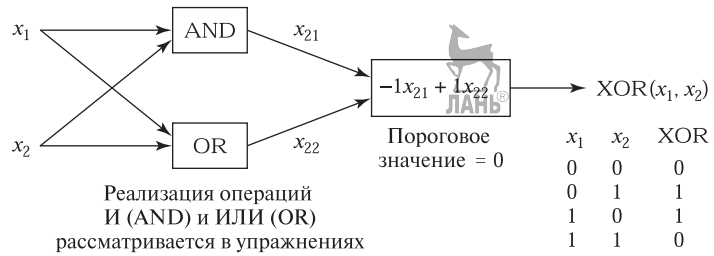 x1
x2
AND
OR
x21
x22
−1x21 + 1x22
ЛАНЬ®
XOR(x1, x2)
Пороговое
значение = 0
Реализация операций
И (AND) и ИЛИ (OR)
рассматривается в упражнениях
x1 x2 XOR
0 0 0
0 1 1
1 0 1
1 1 0